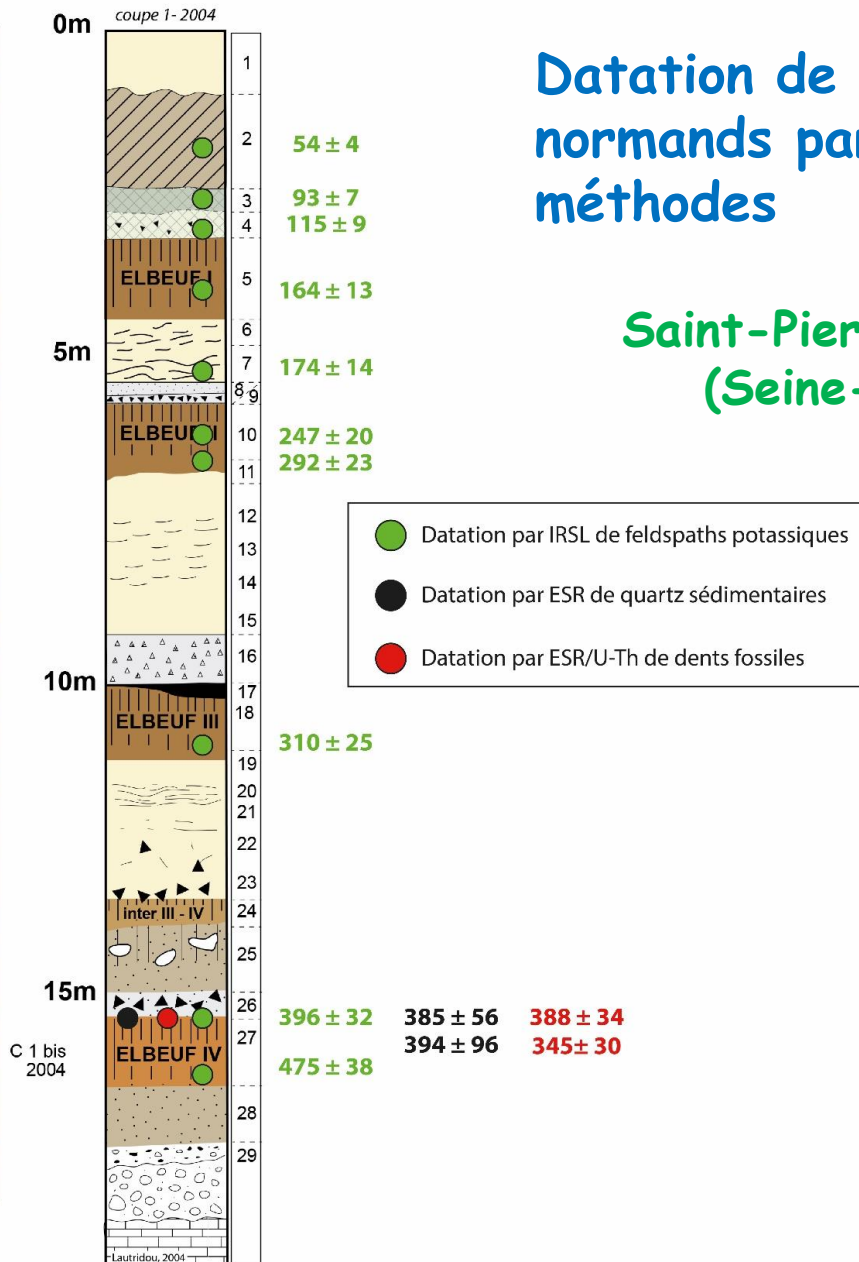 coupe 1- 2004
0m
1
2
3
4
5
6
7
8
9
10
11
12
13
14
15
16
17
18
19
20
21
22
23
24
25
26
27
28
29
5m
10m
15m
C 1 bis
2004
ELBEUF I
ELBEUF
ELBEUF III
inter III - IV
ELBEUF IV
Lautridou, 2004
54 ± 4
93 ± 7
115 ± 9
164 ± 13
174 ± 14
247 ± 20
292 ± 23
310 ± 25
396 ± 32 385 ± 56 388 ± 34
394 ± 96 345± 30
475 ± 38
Datation de
normands par
méthodes
Saint-Pier
(Seine-
Datation par IRSL de feldspaths potassiques
Datation par ESR de quartz sédimentaires
Datation par ESR/U-Th de dents fossiles